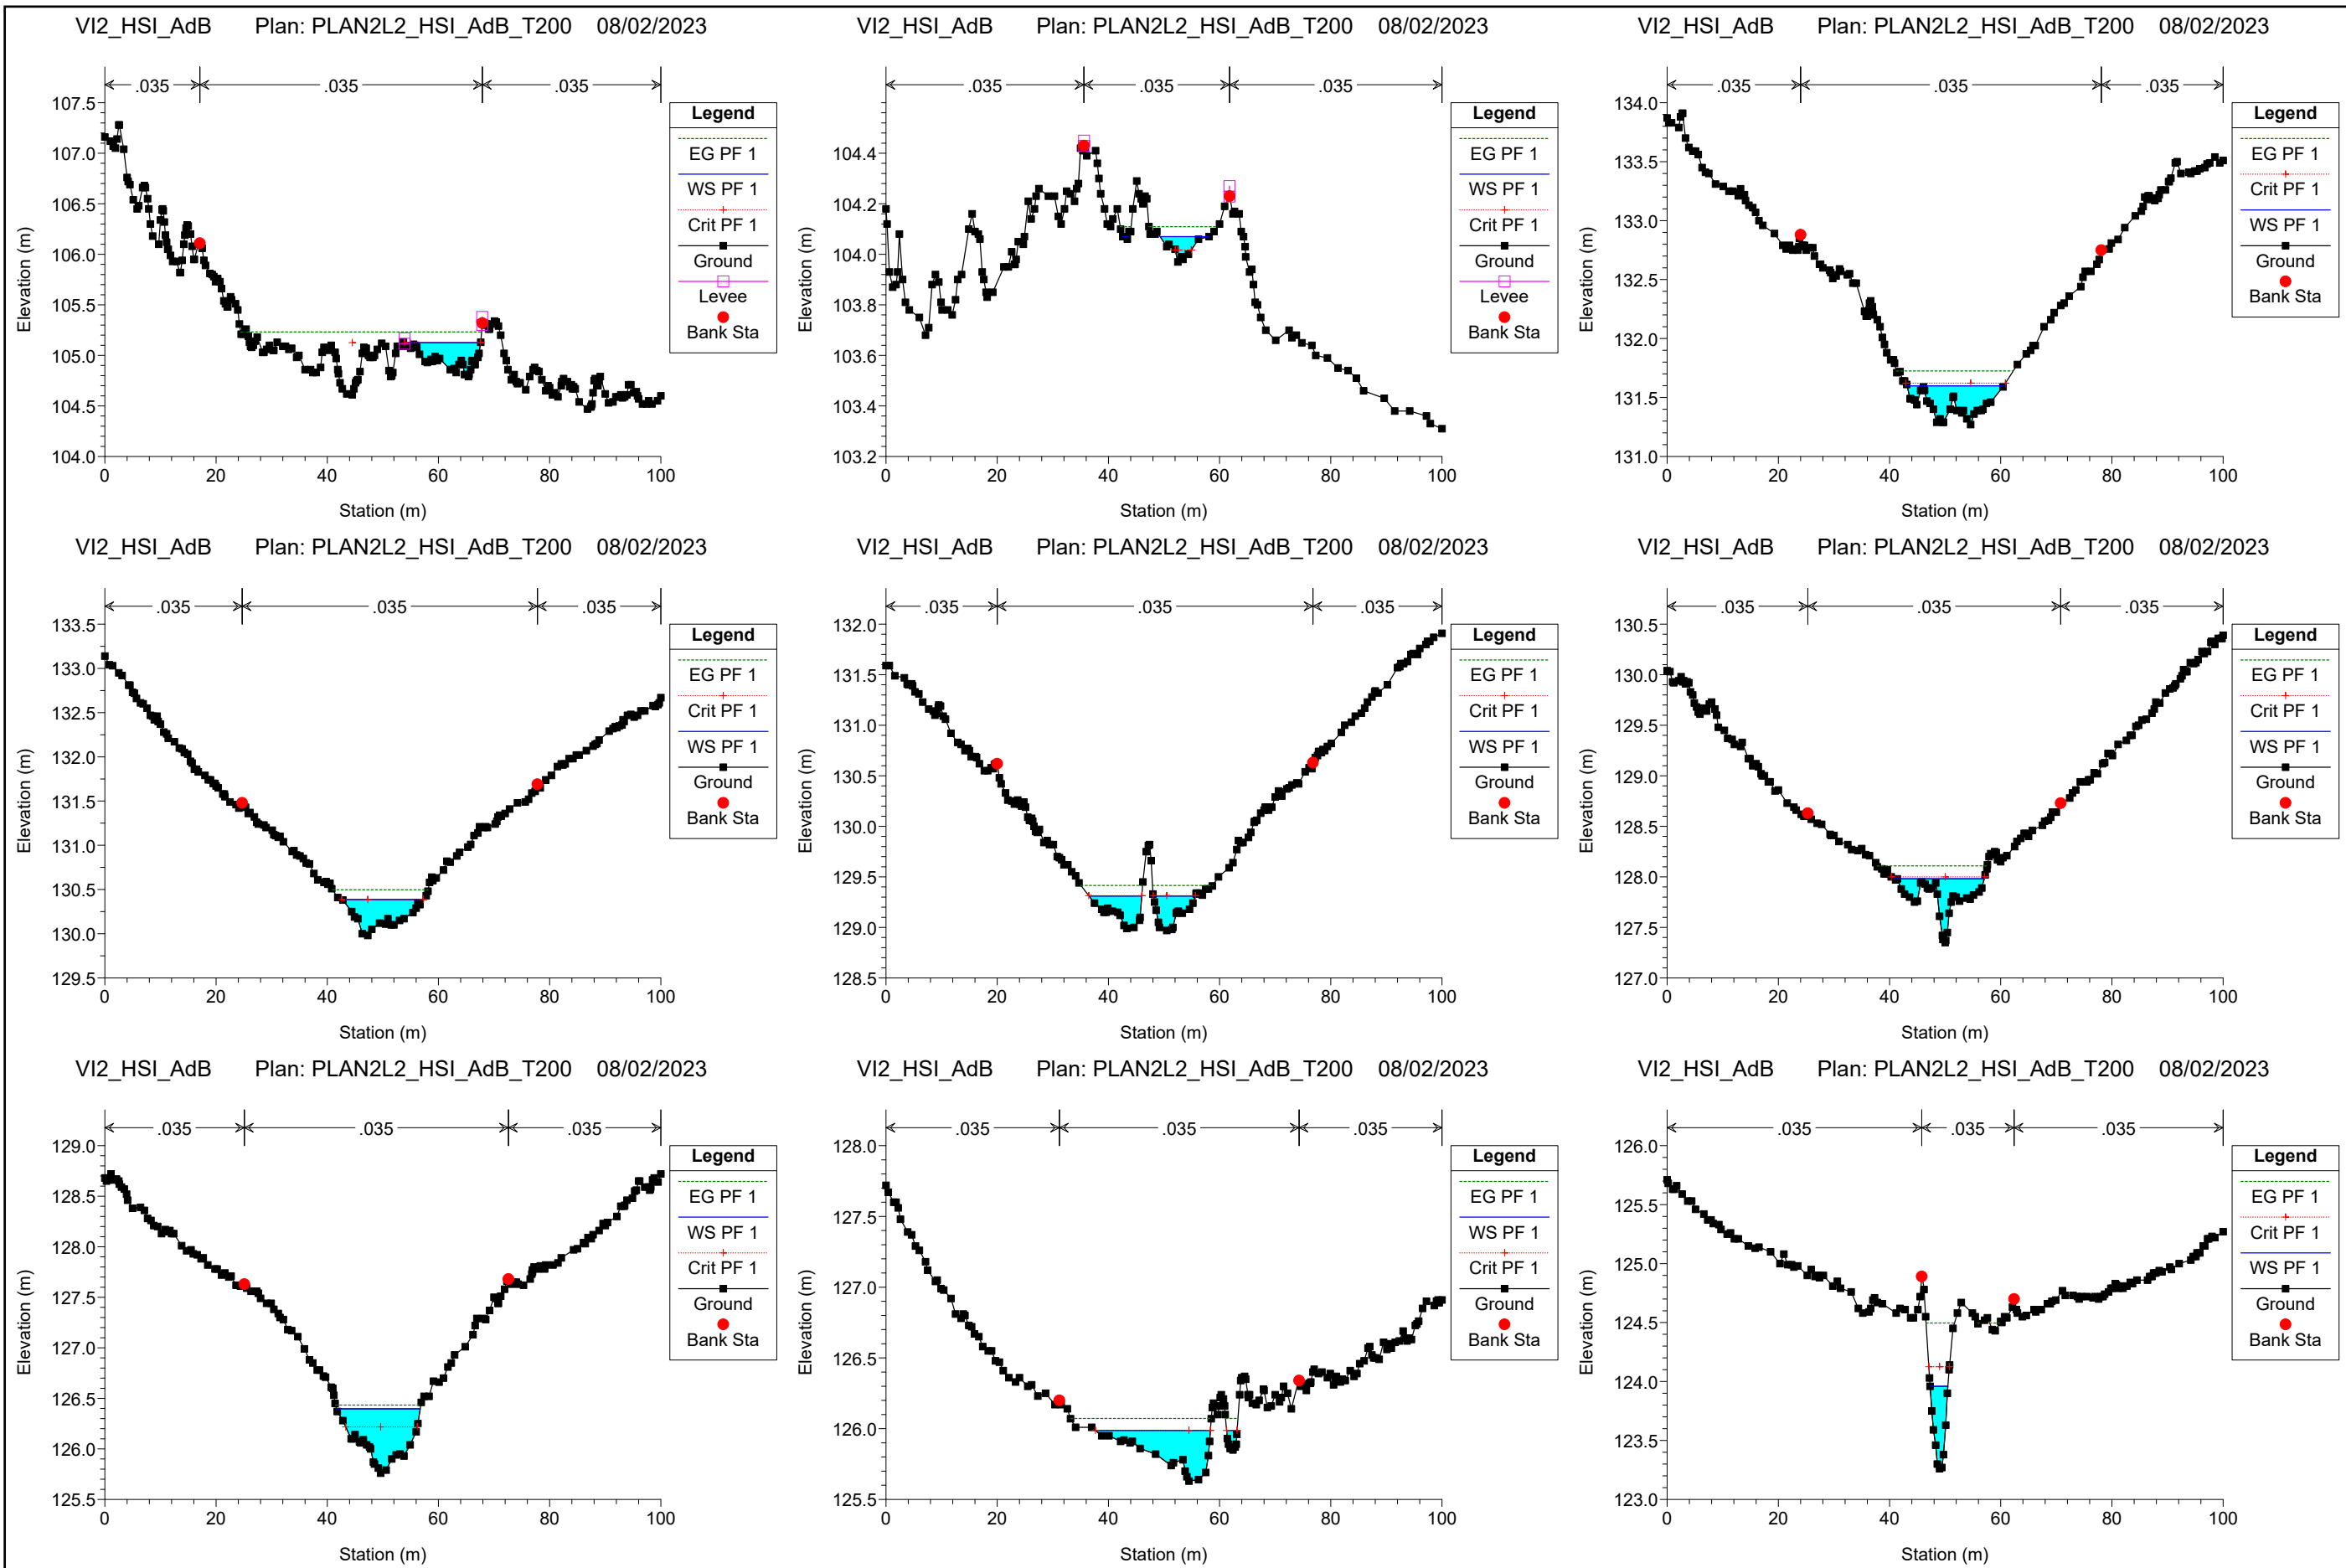 VI2_HSI_AdB Plan: PLAN2L2_HSI_AdB_T200 08/02/2023
.035 .035 .035
Elevation (m)
107.5
107.0
106.5
106.0
105.5
105.0
104.5
104.0
0 20 40 60 80 100
Station (m)
Legend
EG PF 1
WS PF 1
Crit PF 1
Ground
Levee
Bank Sta
VI2_HSI_AdB Plan: PLAN2L2_HSI_AdB_T200 08/02/2023
.035 .035 .035
Elevation (m)
104.4
104.2
104.0
103.8
103.6
103.4
103.2
0 20 40 60 80 100
Station (m)
Legend
EG PF 1
WS PF 1
Crit PF 1
Ground
Levee
Bank Sta
VI2_HSI_AdB Plan: PLAN2L2_HSI_AdB_T200 08/02/2023
.035 .035 .035
Elevation (m)
134.0
133.5
133.0
132.5
132.0
131.5
131.0
0 20 40 60 80 100
Station (m)
Legend
EG PF 1
Crit PF 1
WS PF 1
Ground
Bank Sta
VI2_HSI_AdB Plan: PLAN2L2_HSI_AdB_T200 08/02/2023
.035 .035 .035
Elevation (m)
133.5
133.0
132.5
132.0
131.5
131.0
130.5
130.0
129.5
0 20 40 60 80 100
Station (m)
Legend
EG PF 1
Crit PF 1
WS PF 1
Ground
Bank Sta
VI2_HSI_AdB Plan: PLAN2L2_HSI_AdB_T200 08/02/2023
.035 .035 .035
Elevation (m)
132.0
131.5
131.0
130.5
130.0
129.5
129.0
128.5
0 20 40 60 80 100
Station (m)
Legend
EG PF 1
Crit PF 1
WS PF 1
Ground
Bank Sta
VI2_HSI_AdB Plan: PLAN2L2_HSI_AdB_T200 08/02/2023
.035 .035 .035
Elevation (m)
130.5
130.0
129.5
129.0
128.5
128.0
127.5
127.0
0 20 40 60 80 100
Station (m)
Legend
EG PF 1
Crit PF 1
WS PF 1
Ground
Bank Sta
VI2_HSI_AdB Plan: PLAN2L2_HSI_AdB_T200 08/02/2023
.035 .035 .035
Elevation (m)
129.0
128.5
128.0
127.5
127.0
126.5
126.0
125.5
0 20 40 60 80 100
Station (m)
Legend
EG PF 1
WS PF 1
Crit PF 1
Ground
Bank Sta
VI2_HSI_AdB Plan: PLAN2L2_HSI_AdB_T200 08/02/2023
.035 .035 .035
Elevation (m)
128.0
127.5
127.0
126.5
126.0
125.5
0 20 40 60 80 100
Station (m)
Legend
EG PF 1
WS PF 1
Crit PF 1
Ground
Bank Sta
VI2_HSI_AdB Plan: PLAN2L2_HSI_AdB_T200 08/02/2023
.035 .035 .035
Elevation (m)
126.0
125.5
125.0
124.5
124.0
123.5
123.0
0 20 40 60 80 100
Station (m)
Legend
EG PF 1
Crit PF 1
WS PF 1
Ground
Bank Sta